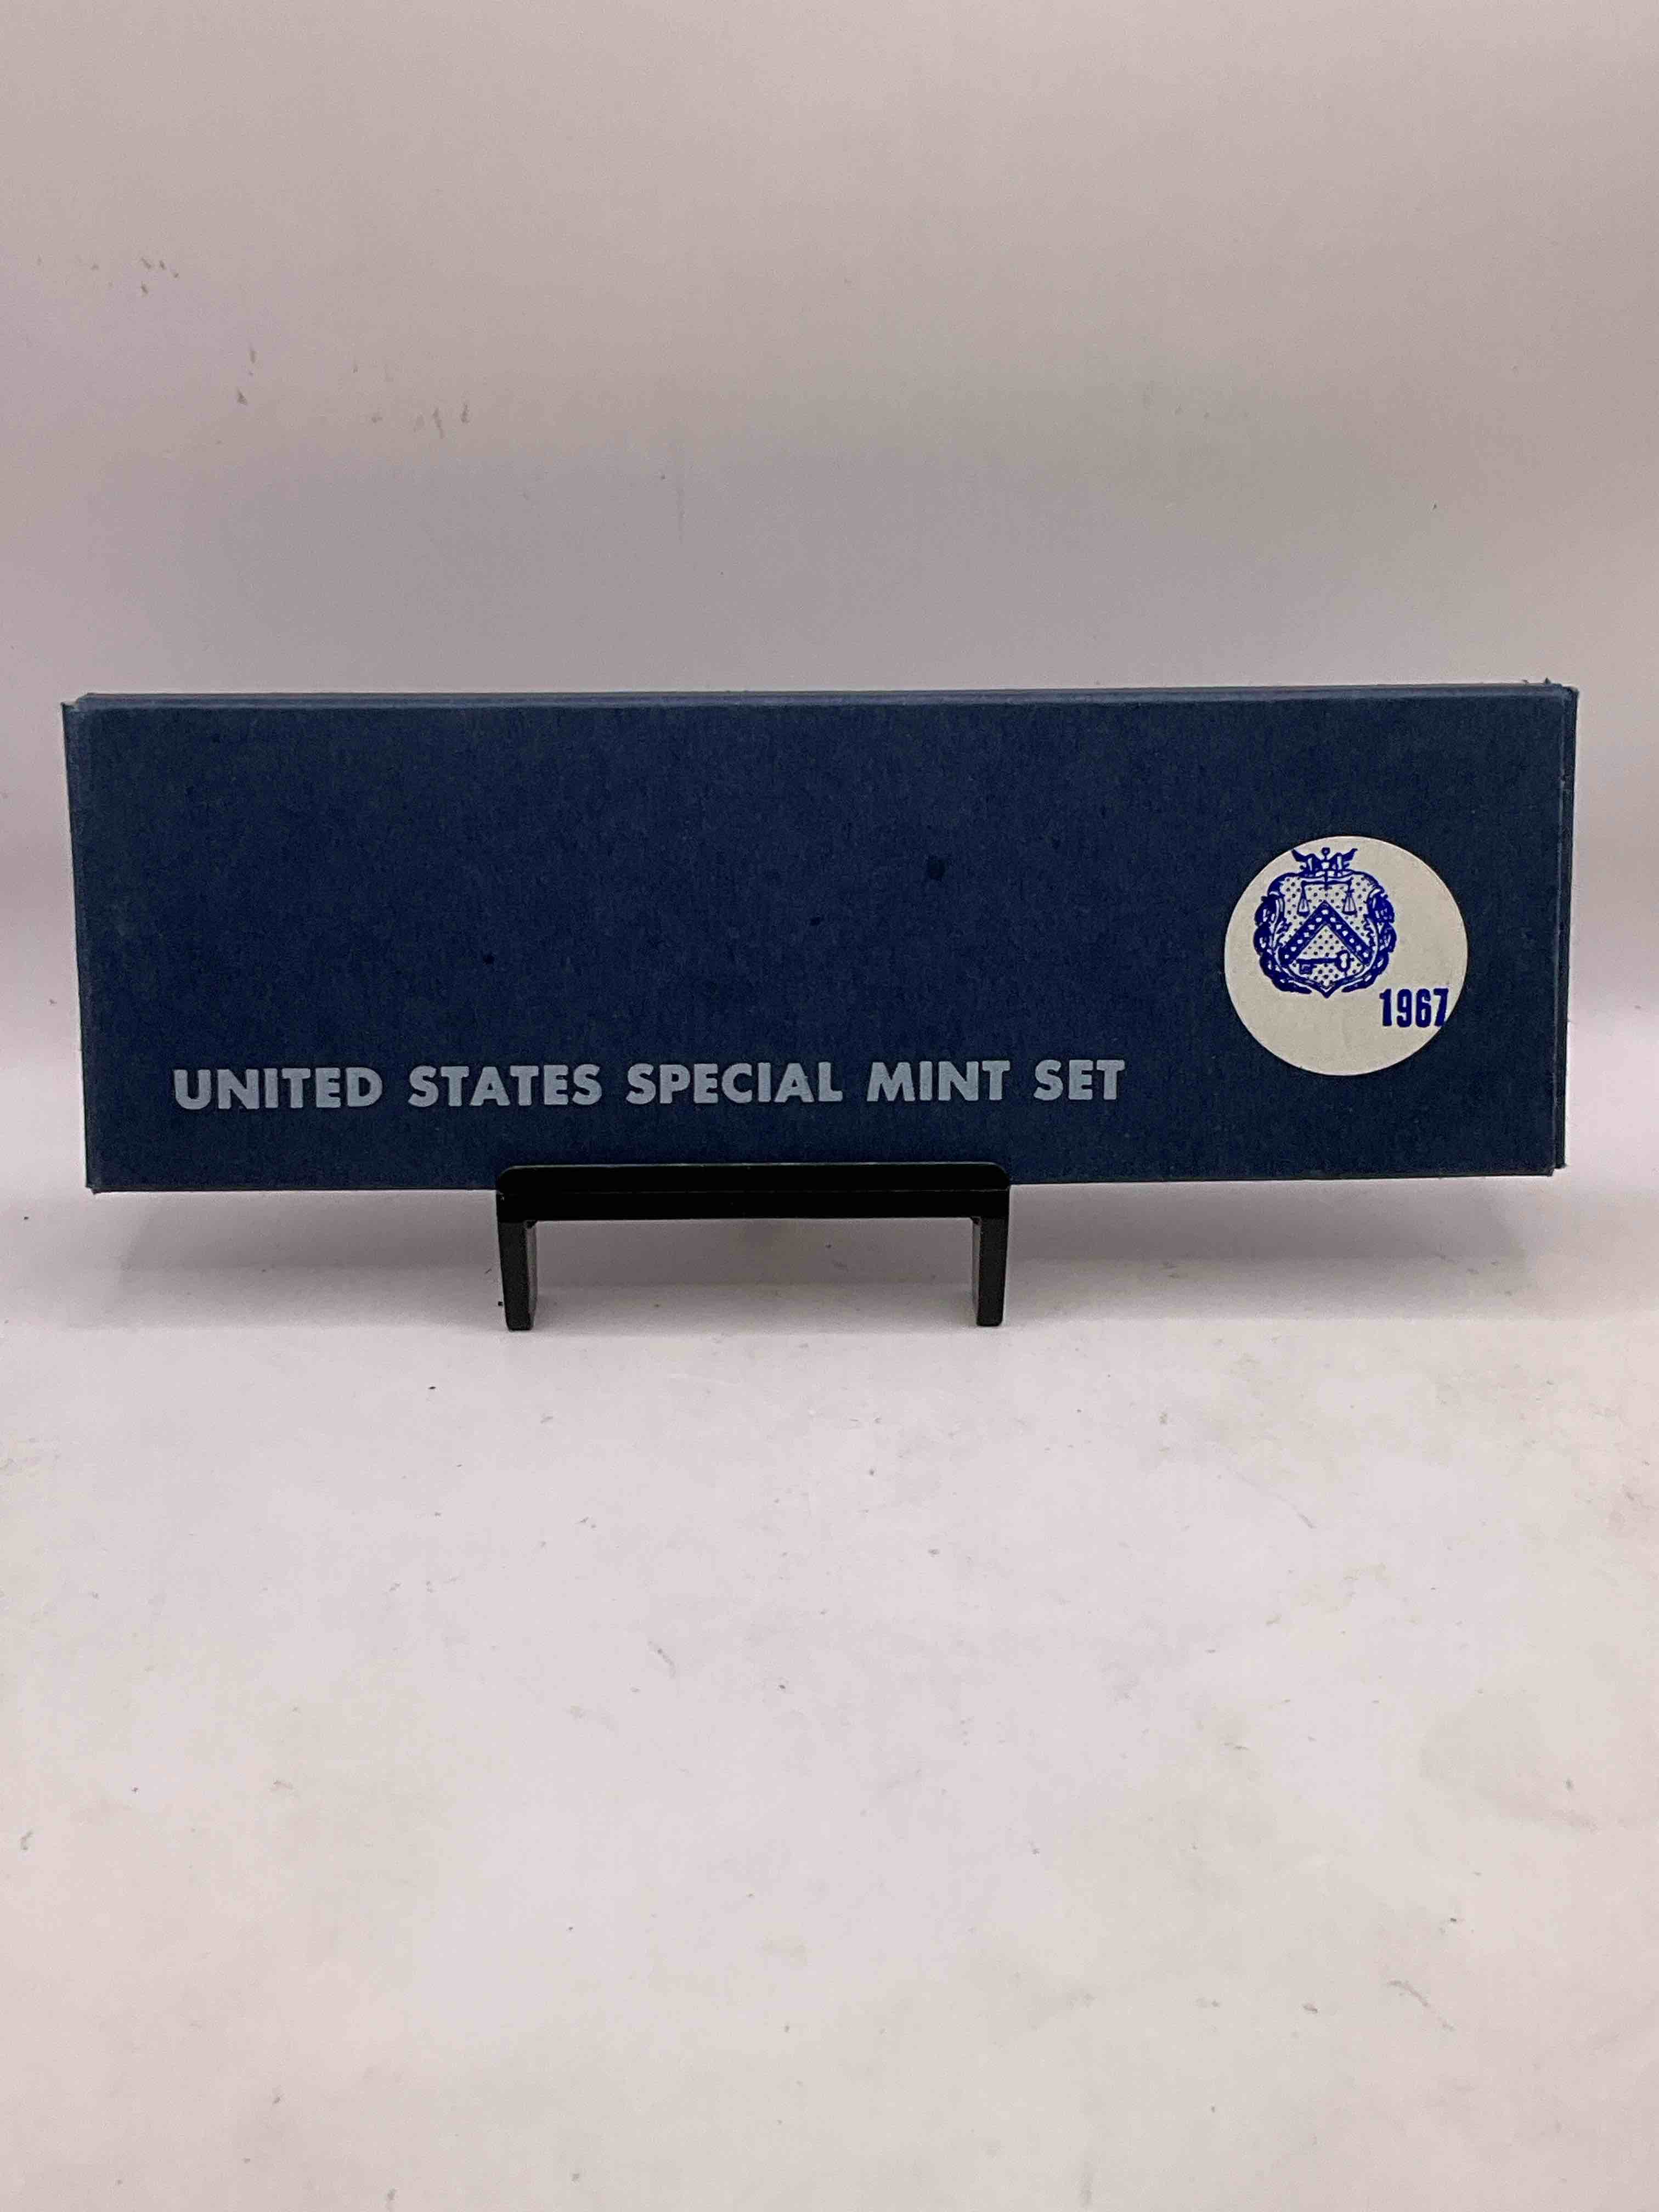 1967
UNITED STATES SPECIAL MINT SET